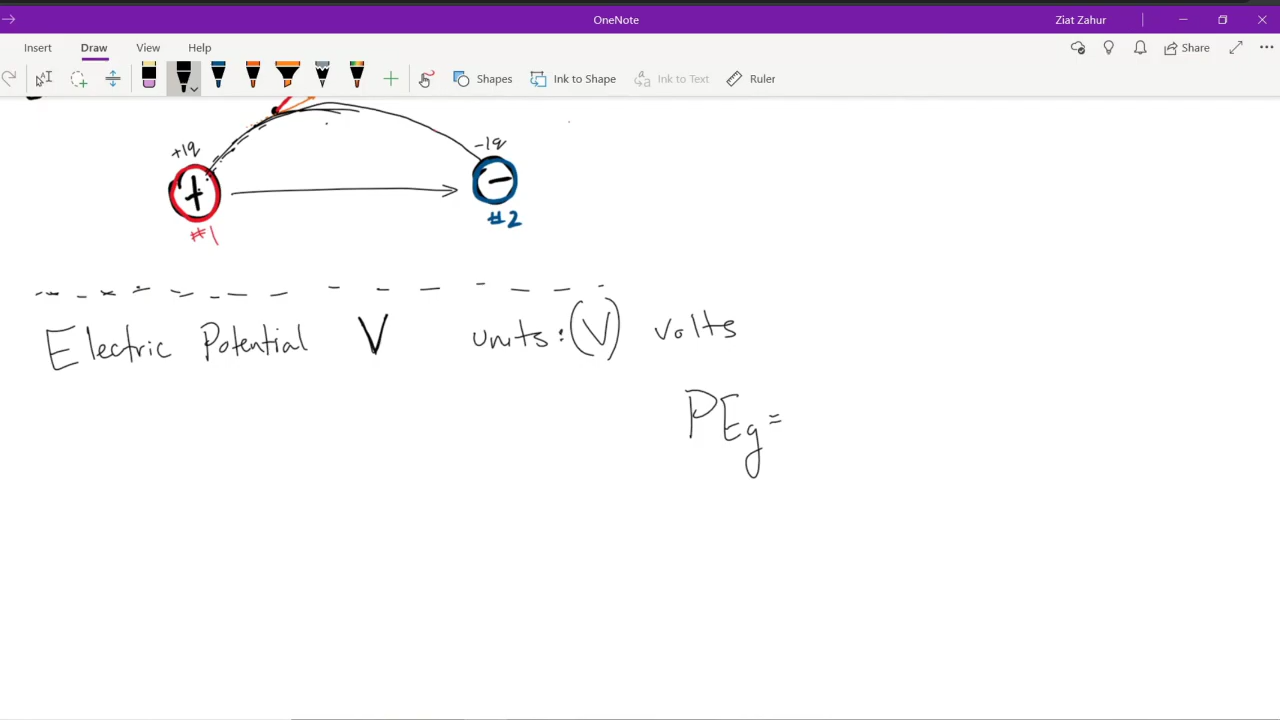 OneNote
Ziat Zahur
Insert Draw View Help
Share
Shapes Ink to Shape Ink to Text Ruler
+1q
-1q
+
-
#1
#2
Electric Potential V units: (V) volts
PEg =